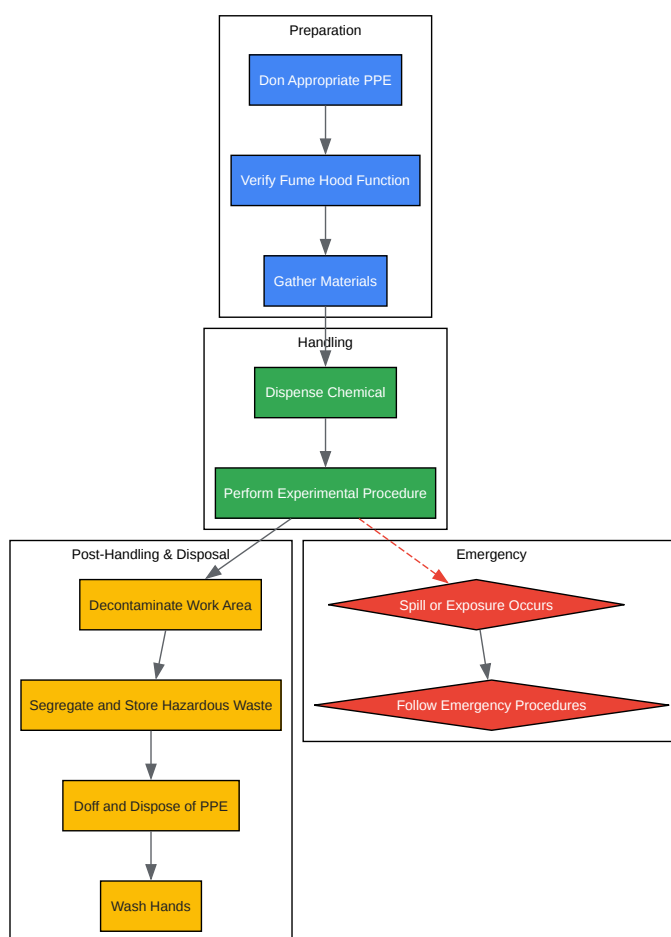 Preparation
Don Appropriate PPE
Verify Fume Hood Function
Gather Materials
Handling
Dispense Chemical
Perform Experimental Procedure
Post-Handling & Disposal
Decontaminate Work Area
Segregate and Store Hazardous Waste
Doff and Dispose of PPE
Wash Hands
Emergency
Spill or Exposure Occurs
Follow Emergency Procedures